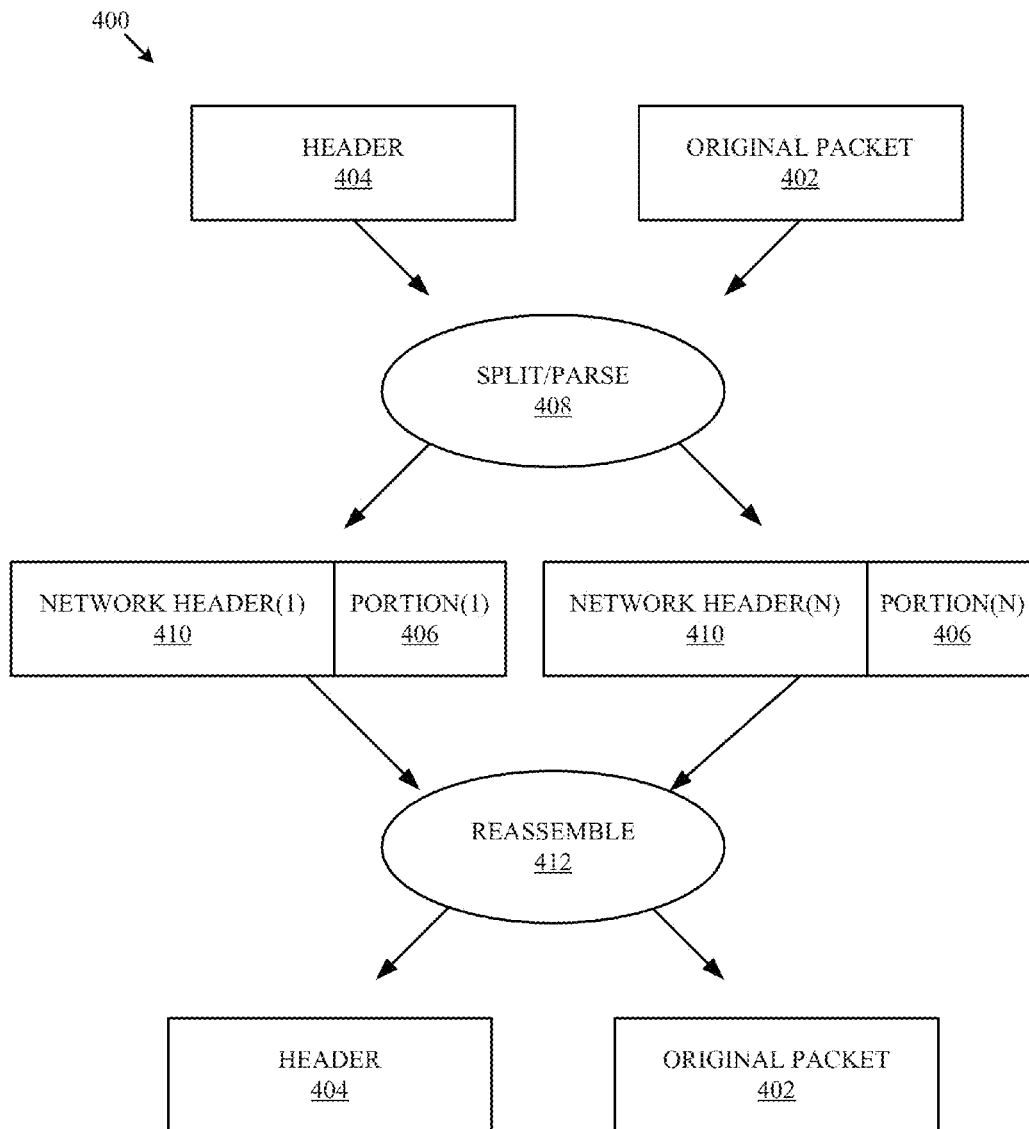 400
HEADER
404
ORIGINAL PACKET
402
SPLIT/PARSE
408
NETWORK HEADER(1)
410
PORTION(1)
406
NETWORK HEADER(N)
410
PORTION(N)
406
REASSEMBLE
412
HEADER
404
ORIGINAL PACKET
402